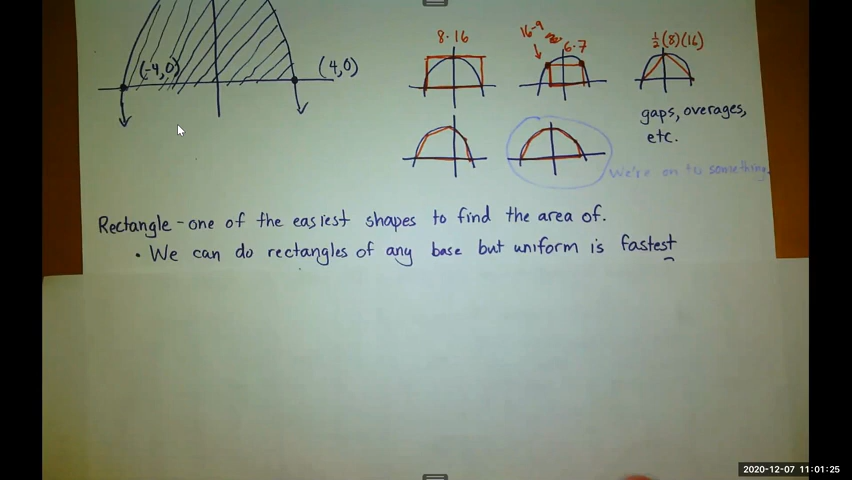 8·16
16-9
6·7
½(8)(16)
(-4,0)
(4,0)
gaps, overages,
etc.
We're on to something
Rectangle - one of the easiest shapes to find the area of.
• We can do rectangles of any base but uniform is fastest
2020-12-07 11:01:25